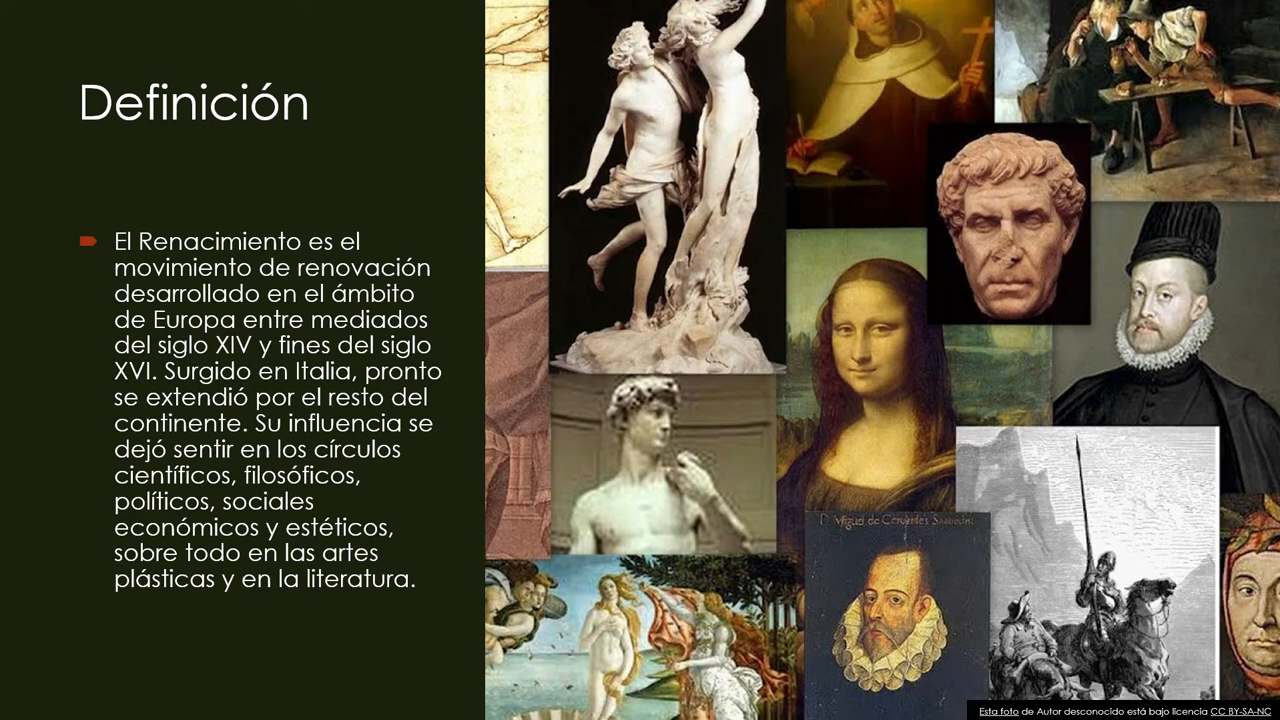 Definición
El Renacimiento es el
movimiento de renovación
desarrollado en el ámbito
de Europa entre mediados
del siglo XIV y fines del siglo
XVI. Surgido en Italia, pronto
se extendió por el resto del
continente. Su influencia se
dejó sentir en los círculos
científicos, filosóficos,
políticos, sociales
económicos y estéticos,
sobre todo en las artes
plásticas y en la literatura.
D. Miguel de Cervantes Saavedra
Esta foto de Autor desconocido está bajo licencia CC BY-SA-NC